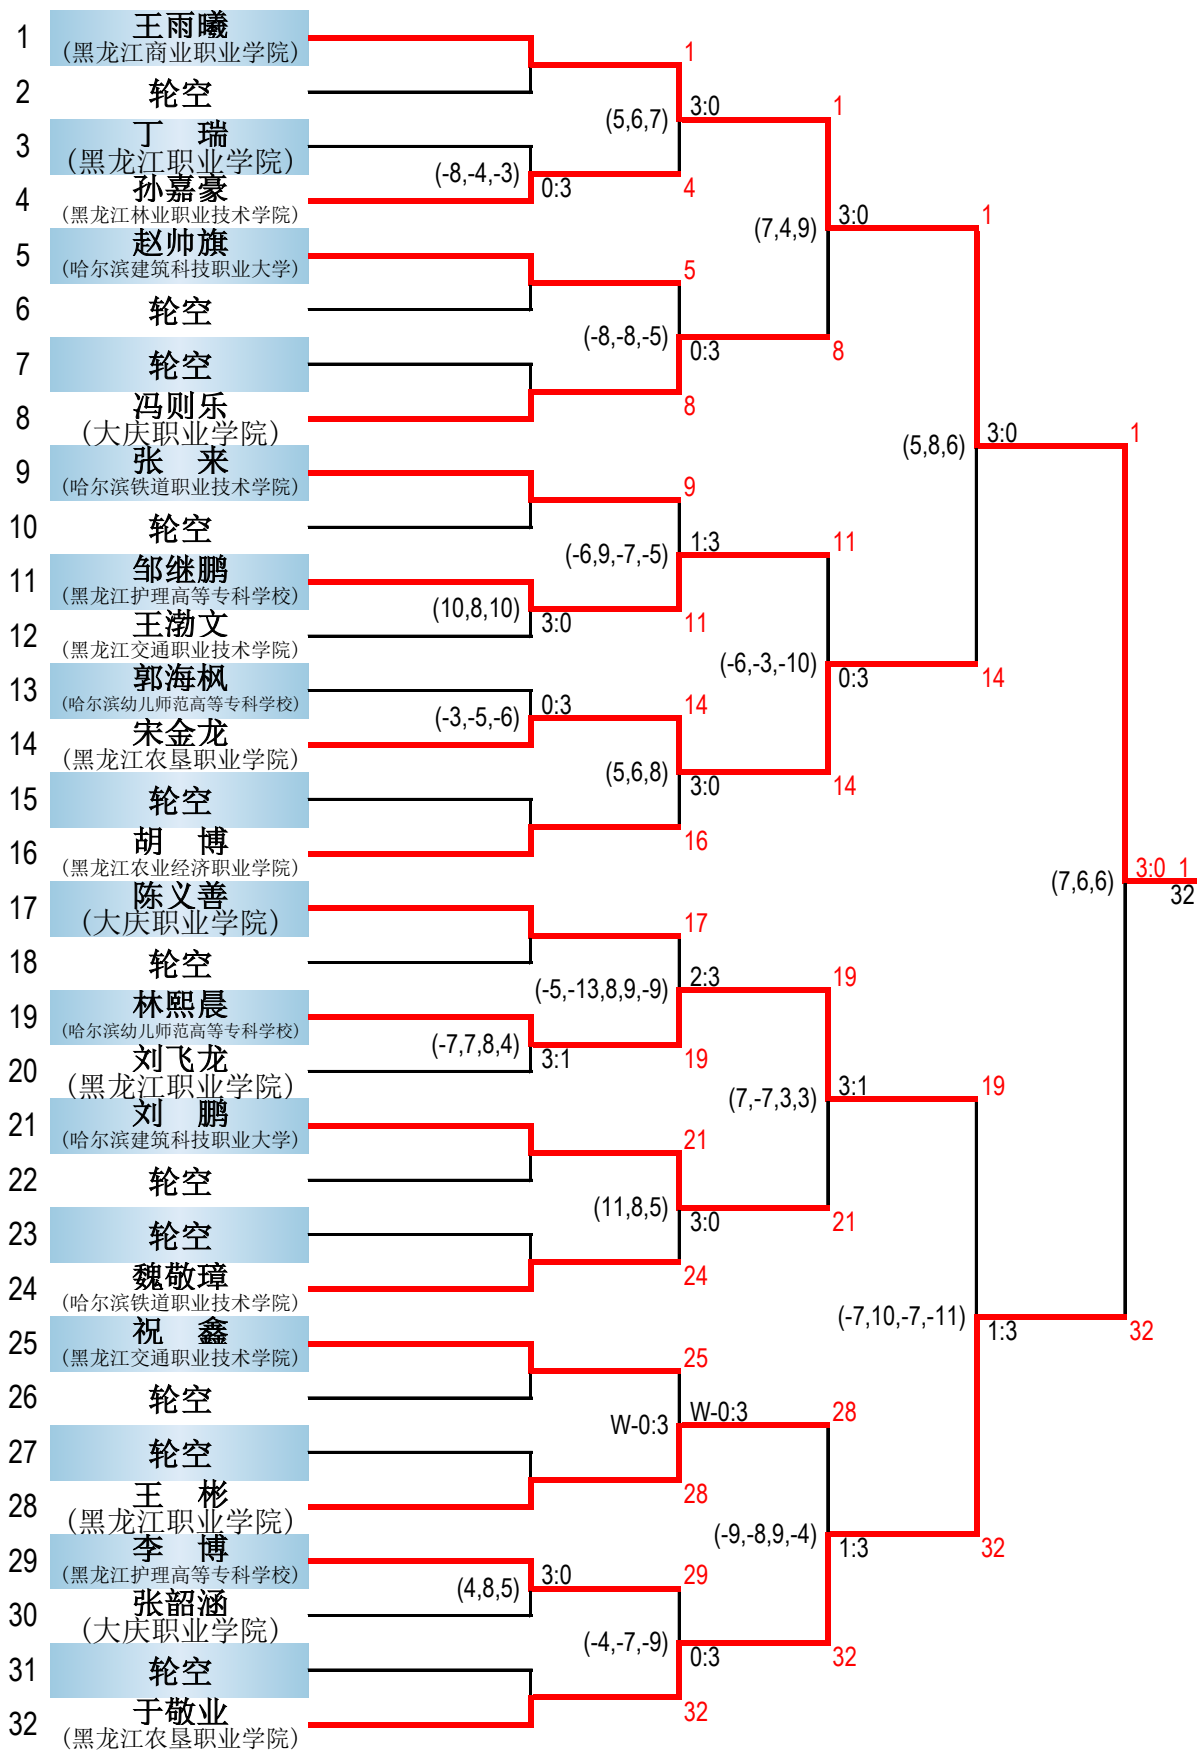 1 王雨曦
(黑龙江商业职业学院)
2 轮空
3 丁 瑞
(黑龙江职业学院)
4 孙嘉豪
(黑龙江林业职业技术学院)
5 赵帅旗
(哈尔滨建筑科技职业大学)
6 轮空
7 轮空
8 冯则乐
(大庆职业学院)
9 张 来
(哈尔滨铁道职业技术学院)
10 轮空
11 邹继鹏
(黑龙江护理高等专科学校)
12 王渤文
(黑龙江交通职业技术学院)
13 郭海枫
(哈尔滨幼儿师范高等专科学校)
14 宋金龙
(黑龙江农垦职业学院)
15 轮空
16 胡 博
(黑龙江农业经济职业学院)
17 陈义善
(大庆职业学院)
18 轮空
19 林熙晨
(哈尔滨幼儿师范高等专科学校)
20 刘飞龙
(黑龙江职业学院)
21 刘 鹏
(哈尔滨建筑科技职业大学)
22 轮空
23 轮空
24 魏敬璋
(哈尔滨铁道职业技术学院)
25 祝 鑫
(黑龙江交通职业技术学院)
26 轮空
27 轮空
28 王 彬
(黑龙江职业学院)
29 李 博
(黑龙江护理高等专科学校)
30 张韶涵
(大庆职业学院)
31 轮空
32 于敬业
(黑龙江农垦职业学院)
(-8,-4,-3) 0:3
(10,8,10) 3:0
(-3,-5,-6) 0:3
(-7,7,8,4) 3:1
(4,8,5) 3:0
1
(5,6,7) 3:0
4
5
(-8,-8,-5) 0:3
8
9
(-6,9,-7,-5) 1:3
11
14
(5,6,8) 3:0
16
17
(-5,-13,8,9,-9) 2:3
19
21
(11,8,5) 3:0
24
25
W-0:3 W-0:3
28
29
(-4,-7,-9) 0:3
32
1
(7,4,9) 3:0
8
11
(-6,-3,-10) 0:3
14
19
(7,-7,3,3) 3:1
21
28
(-9,-8,9,-4) 1:3
32
1
(5,8,6) 3:0
14
19
(-7,10,-7,-11) 1:3
32
1
(7,6,6) 3:0 1
32
32